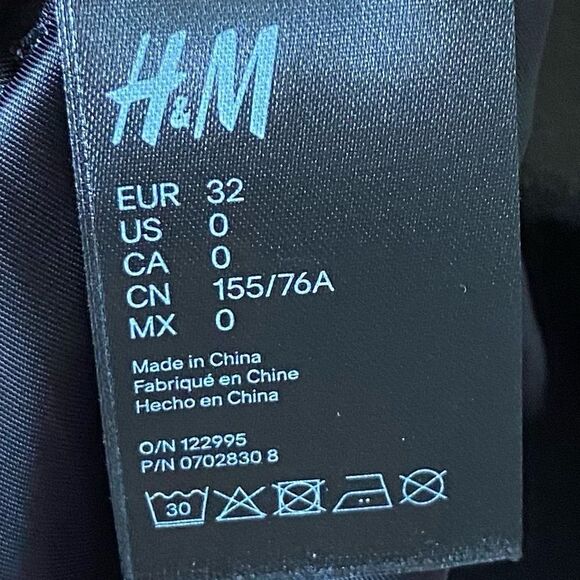 H&M
EUR 32
US 0
CA 0
CN 155/76A
MX 0
Made in China
Fabriqué en Chine
Hecho en China
O/N 122995
P/N 0702830 8
30